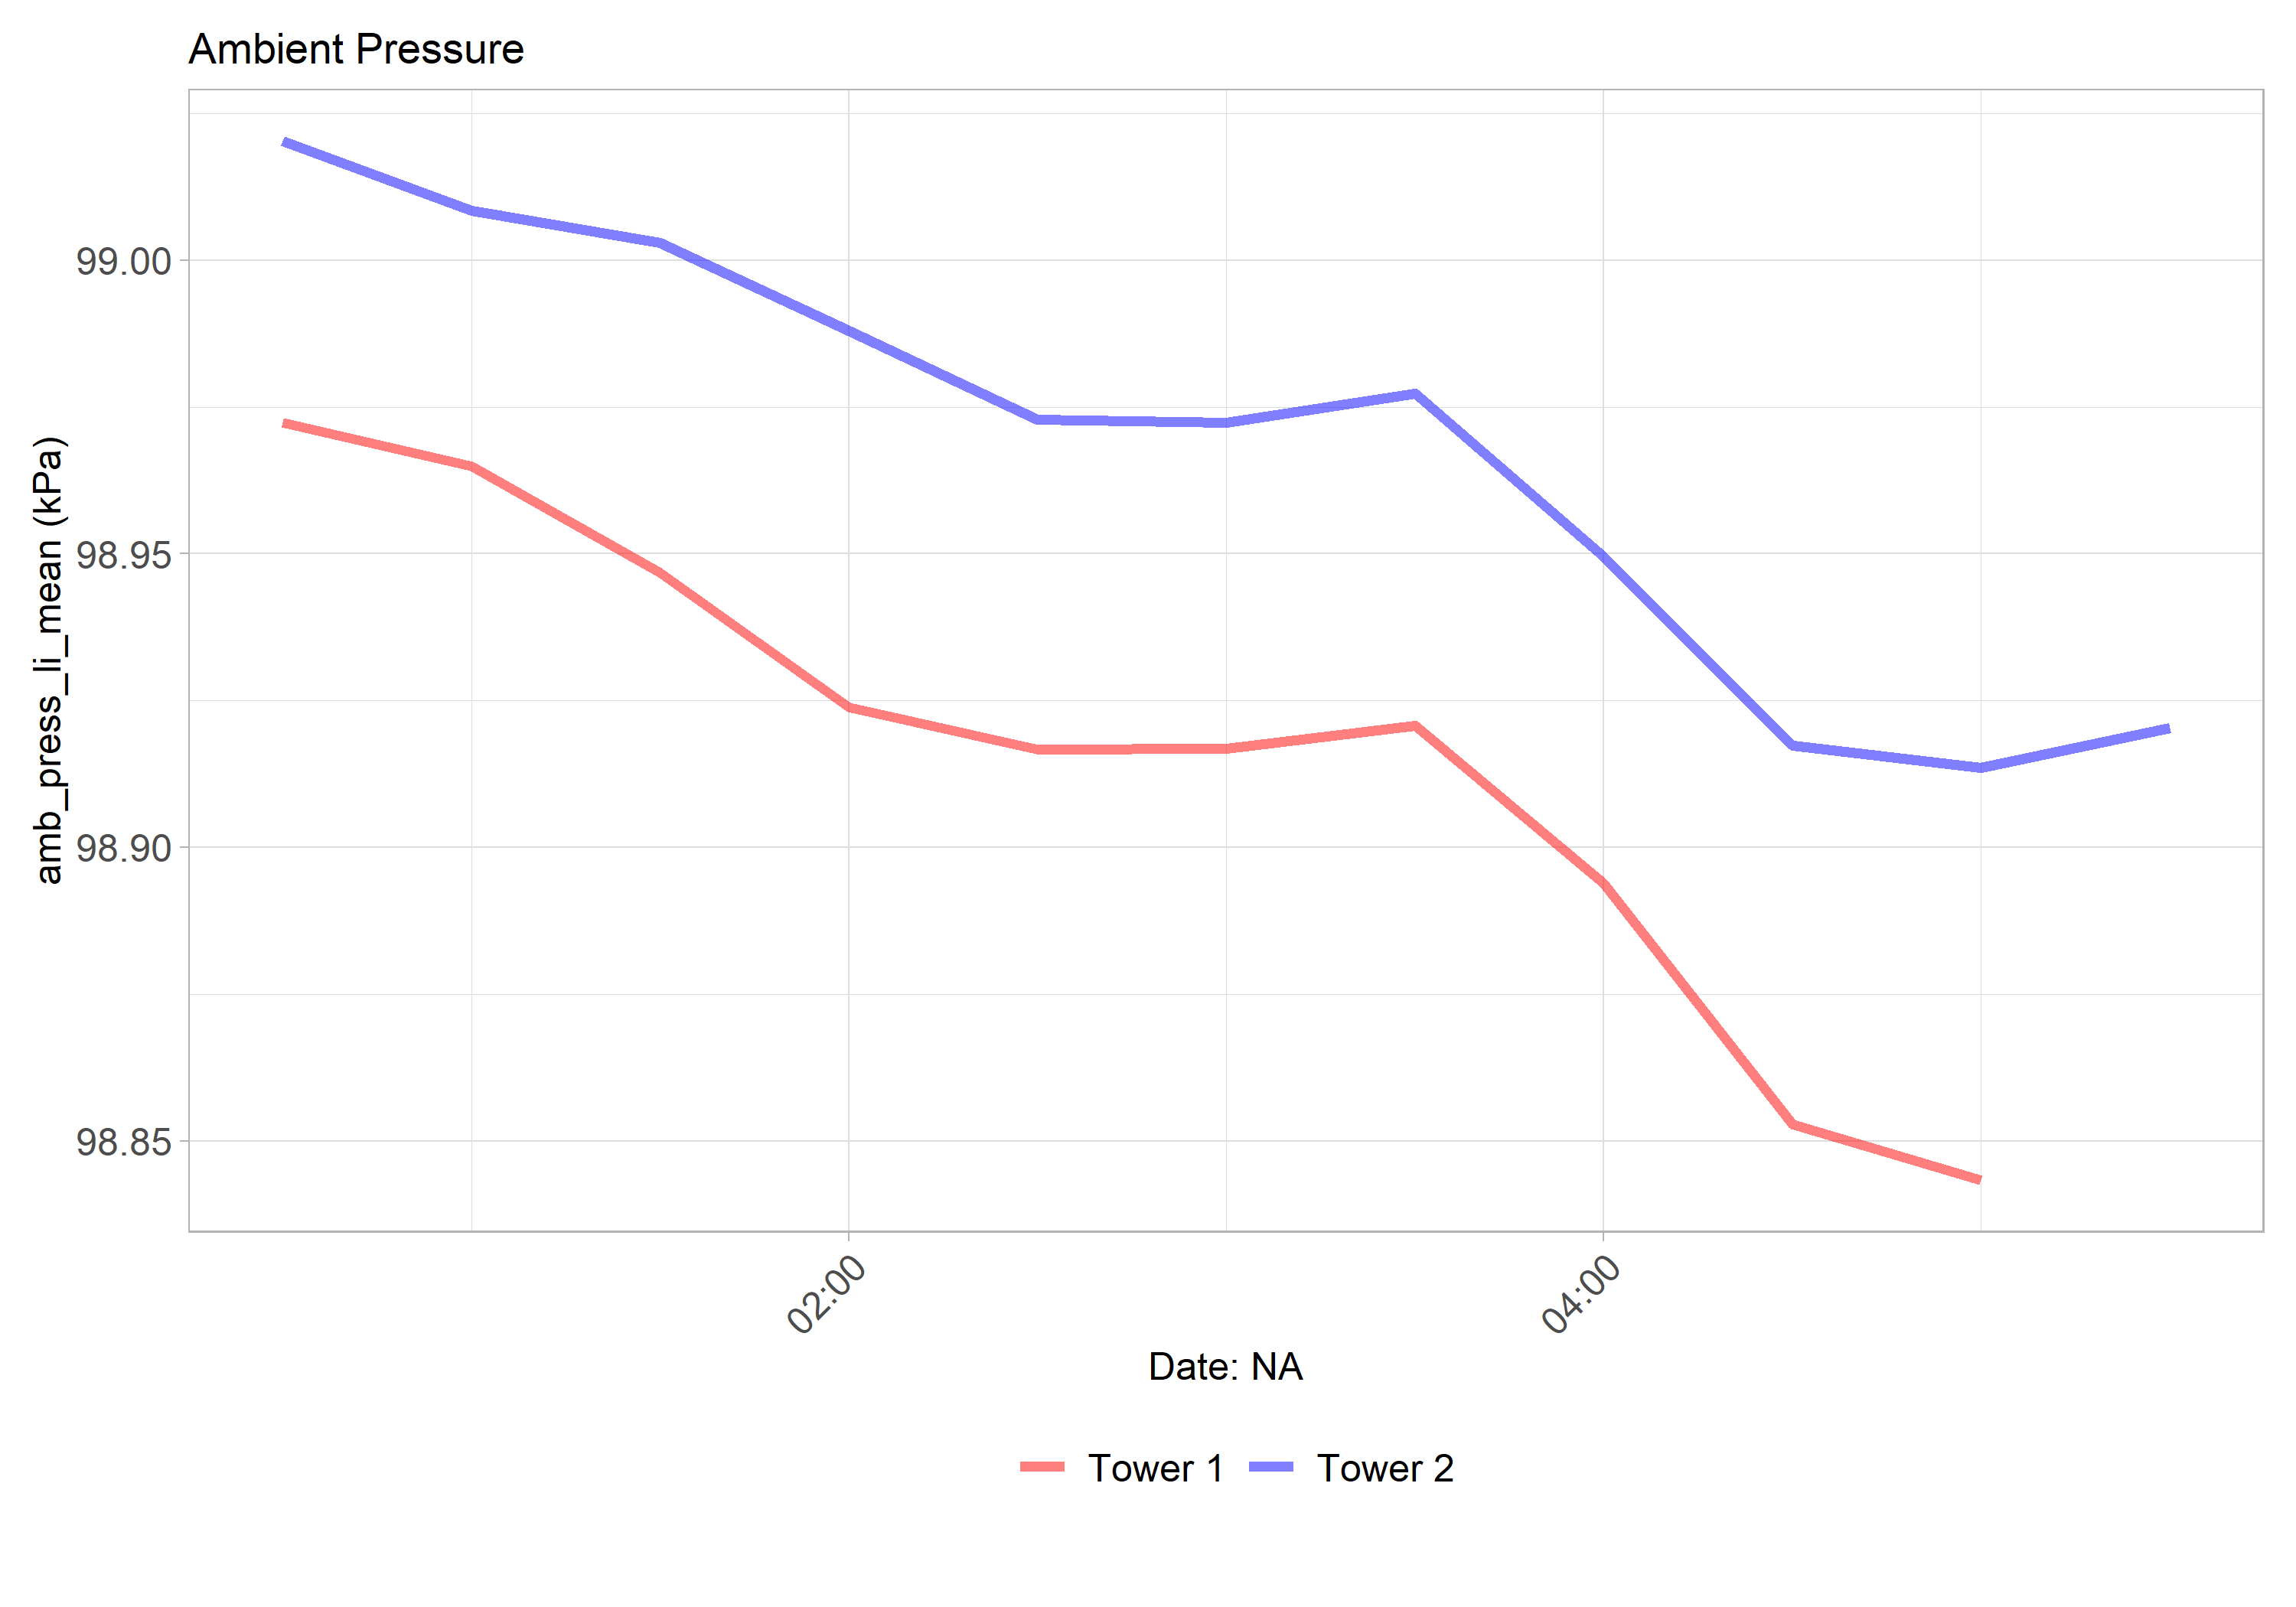 Ambient Pressure
amb_press_li_mean (kPa)
99.00
98.95
98.90
98.85
02:00
04:00
Date: NA
Tower 1
Tower 2